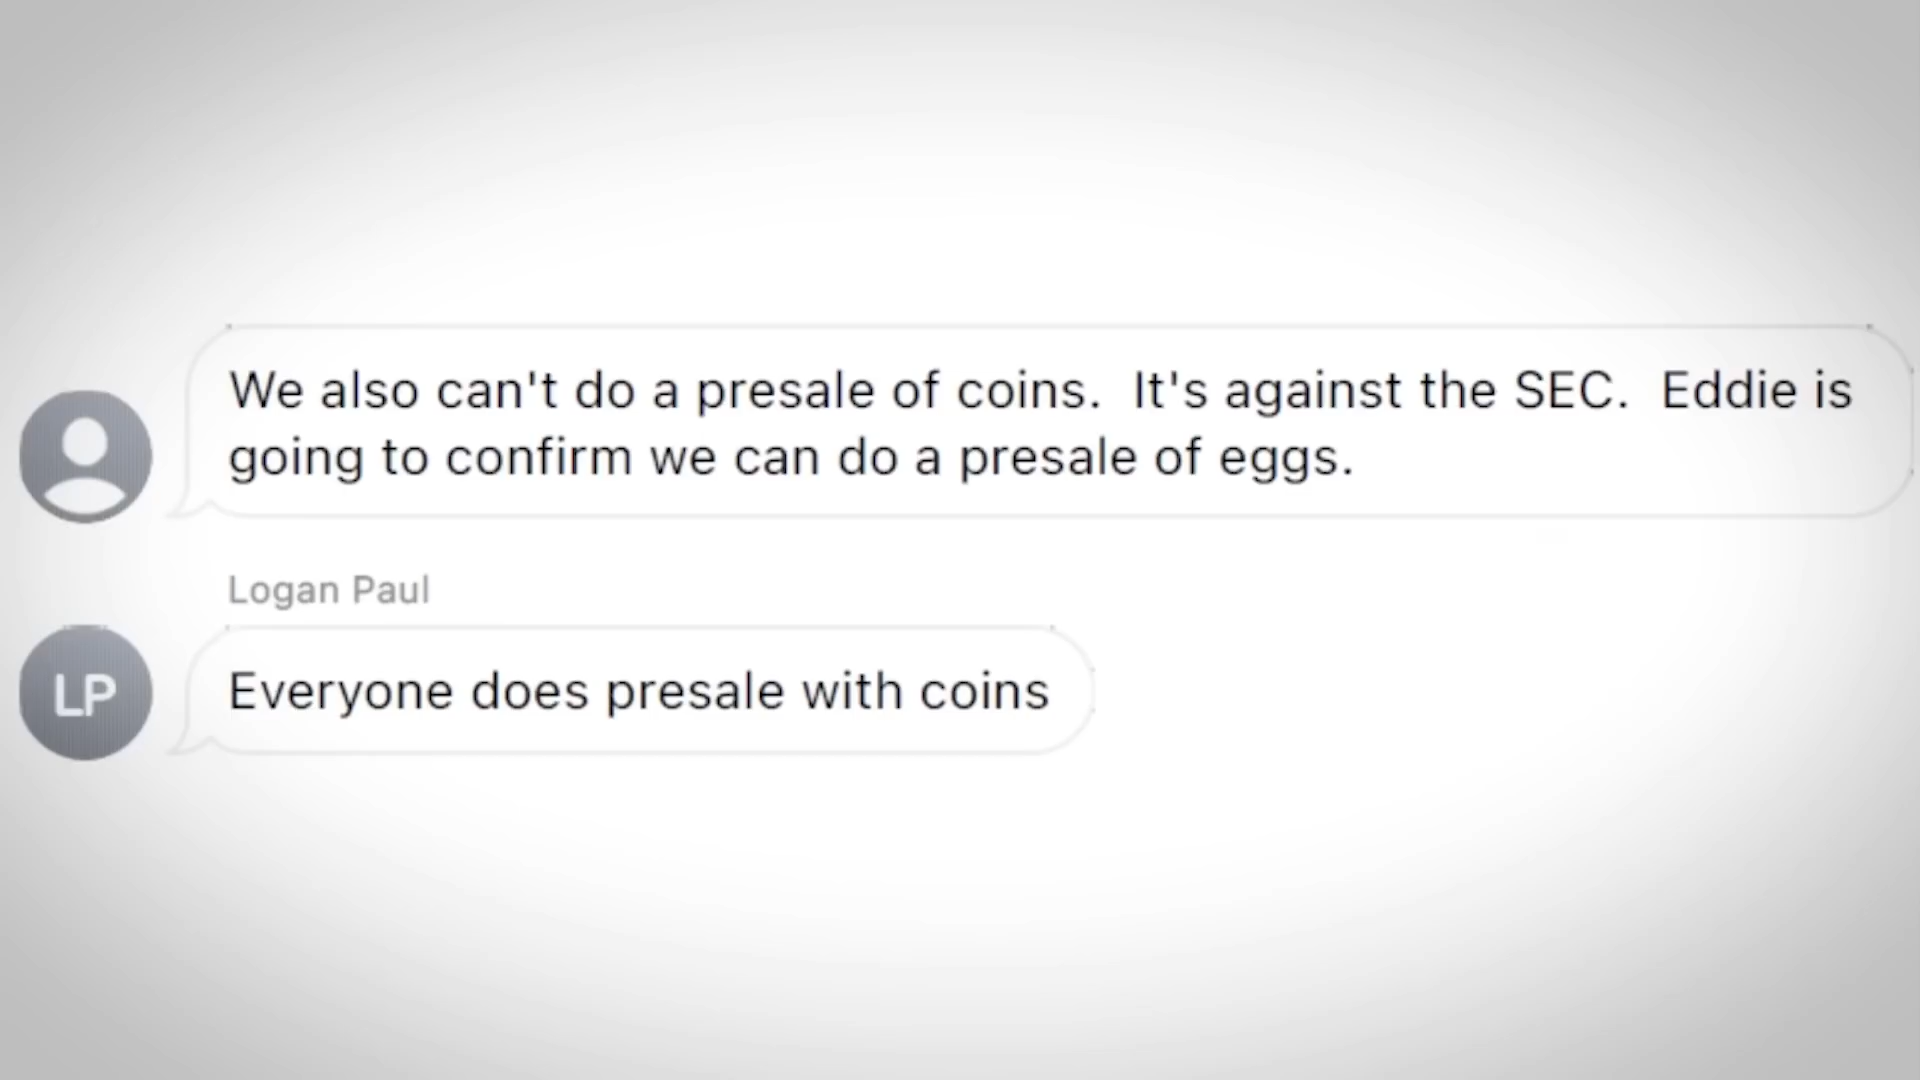 We also can't do a presale of coins.  It's against the SEC.  Eddie is
going to confirm we can do a presale of eggs.
Logan Paul
LP
Everyone does presale with coins